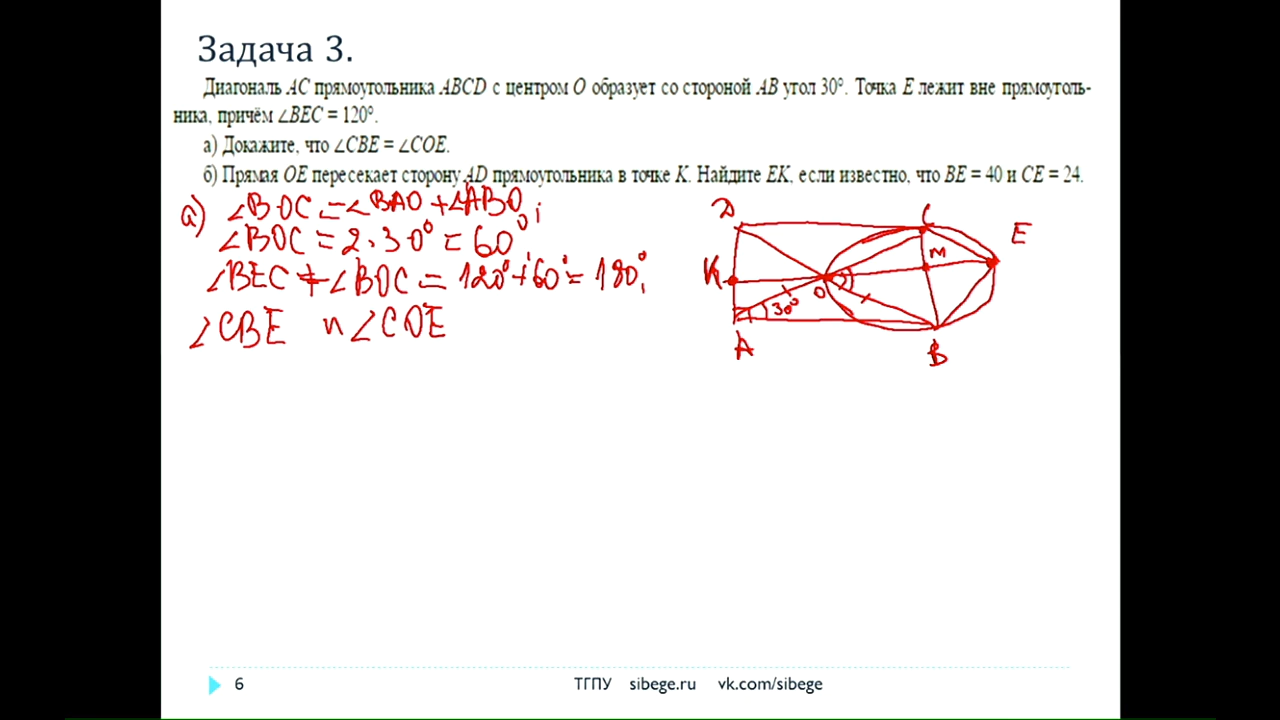 Задача 3.
Диагональ AC прямоугольника ABCD с центром O образует со стороной AB угол 30°. Точка E лежит вне прямоуголь-
ника, причём ∠BEC = 120°.
а) Докажите, что ∠CBE = ∠COE.
б) Прямая OE пересекает сторону AD прямоугольника в точке K. Найдите EK, если известно, что BE = 40 и CE = 24.
а) ∠BOC = ∠BAO + ∠ABO;
∠BOC = 2·30° = 60°;
∠BEC + ∠BOC = 120° + 60° = 180°;
∠CBE и ∠COE
D
C
E
M
K
O
30°
A
B
6
ТГПУ sibege.ru vk.com/sibege